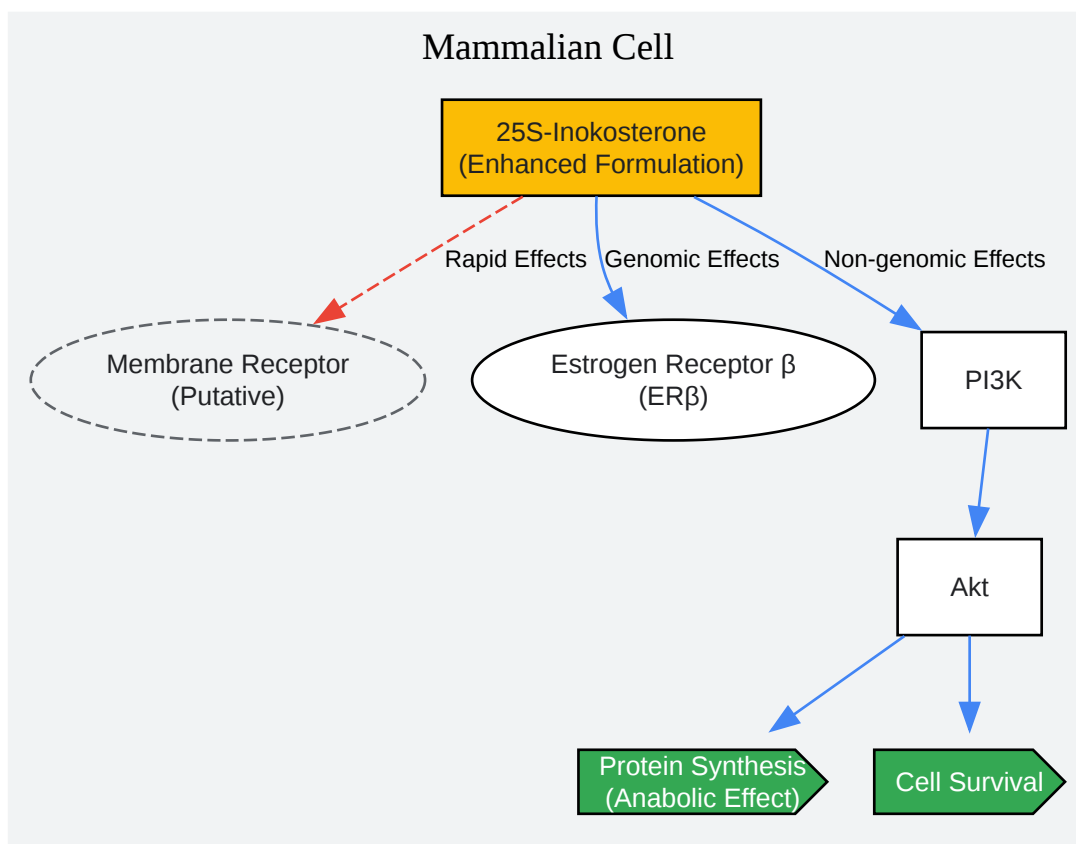 Mammalian Cell
25S-Inokosterone
(Enhanced Formulation)
Rapid Effects
Genomic Effects
Non-genomic Effects
Membrane Receptor
(Putative)
Estrogen Receptor β
(ERβ)
PI3K
Akt
Protein Synthesis
(Anabolic Effect)
Cell Survival